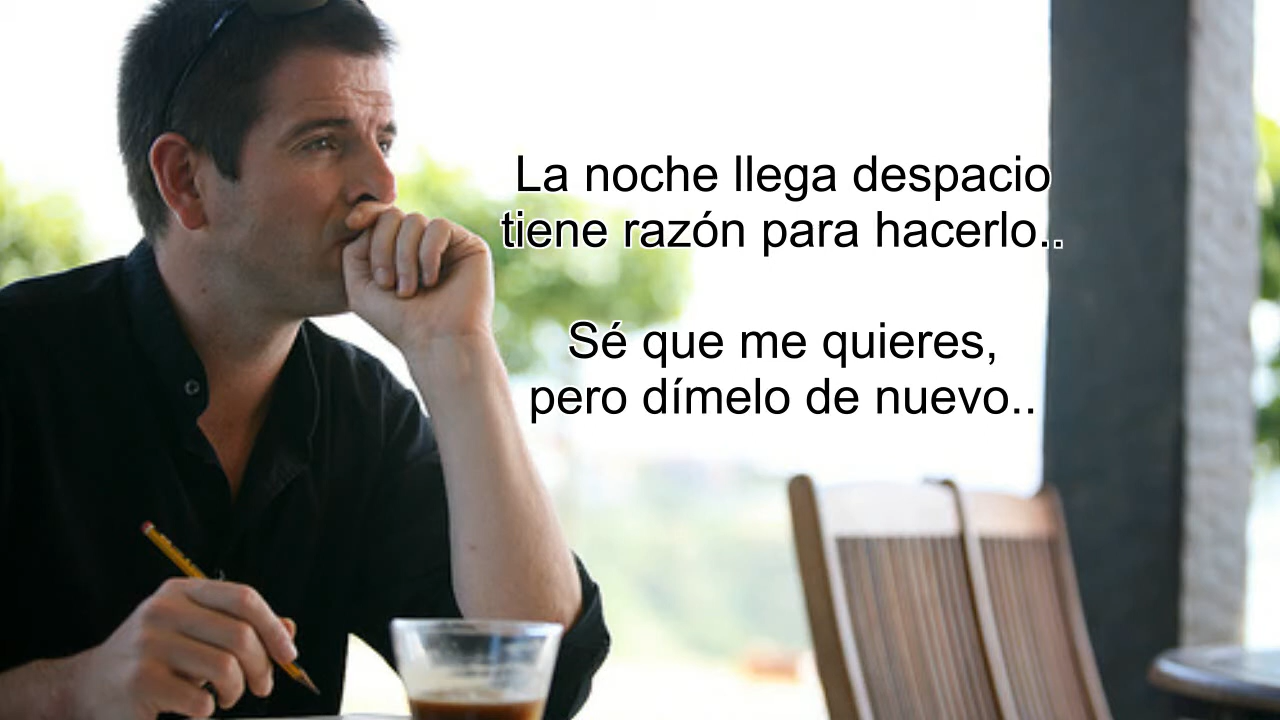 La noche llega despacio
tiene razón para hacerlo..
Sé que me quieres,
pero dímelo de nuevo..